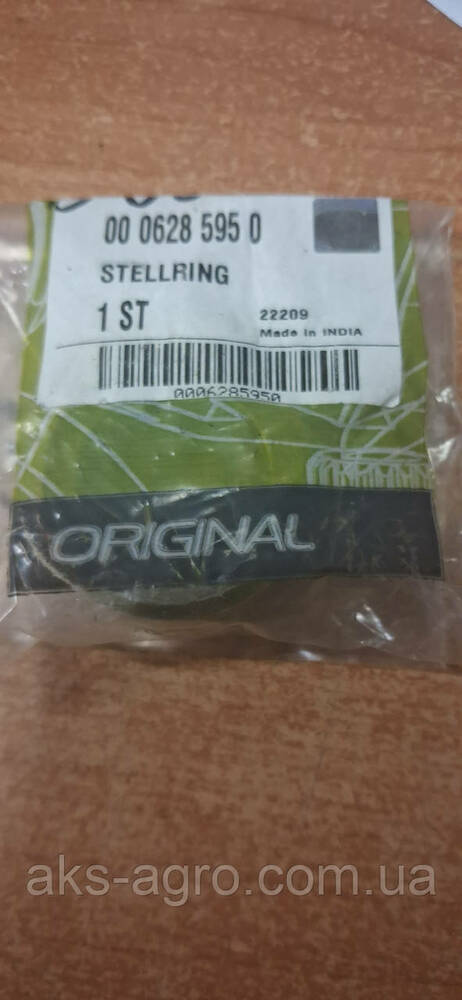 00 0628 595 0
STELLRING
1 ST
22209
Made in INDIA
0006285950
ORIGINAL
aks-agro.com.ua